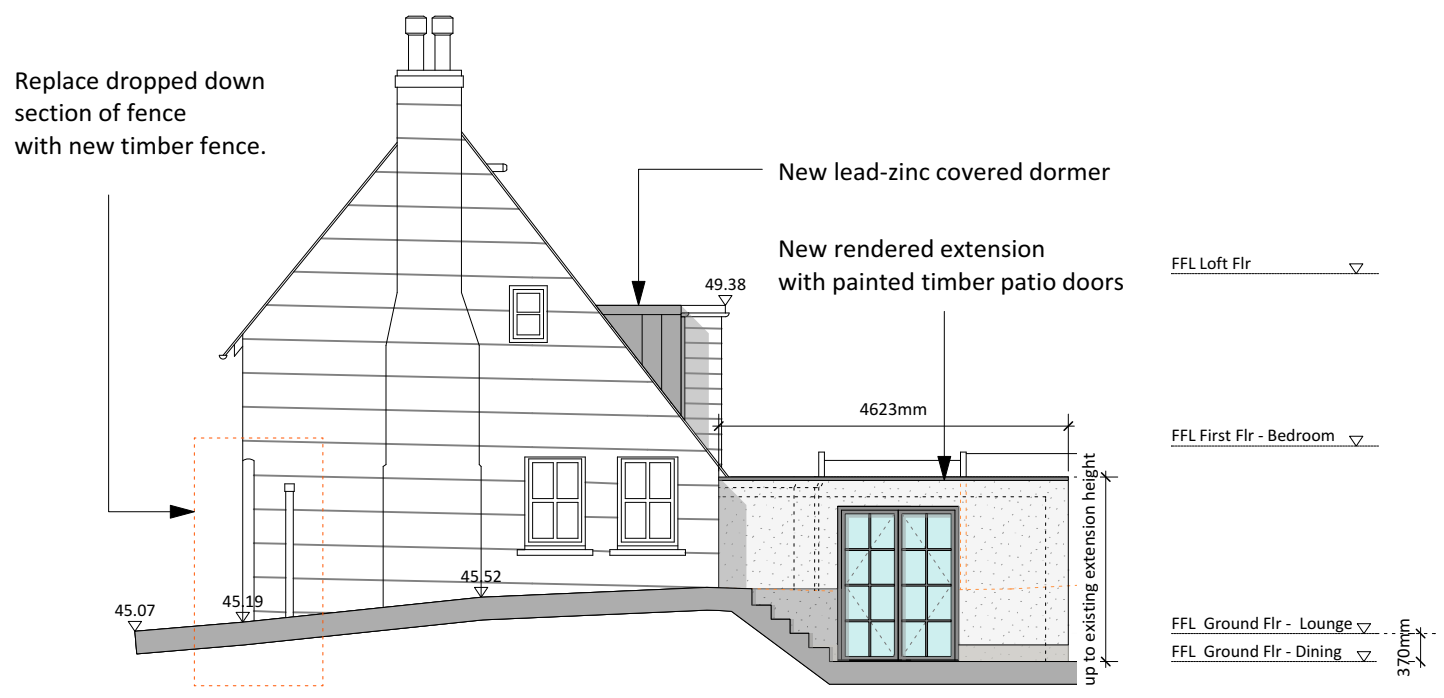 Replace dropped down
section of fence
with new timber fence.
New lead-zinc covered dormer
New rendered extension
with painted timber patio doors
FFL Loft Flr
49.38
4623mm
FFL First Flr - Bedroom
up to existing extension height
45.52
45.19
45.07
FFL Ground Flr - Lounge
FFL Ground Flr - Dining
370mm